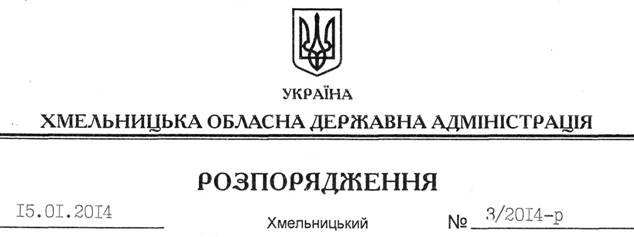 УКРАЇНА
ХМЕЛЬНИЦЬКА ОБЛАСНА ДЕРЖАВНА АДМІНІСТРАЦІЯ
РОЗПОРЯДЖЕННЯ
15.01.2014 Хмельницький № 3/2014-р